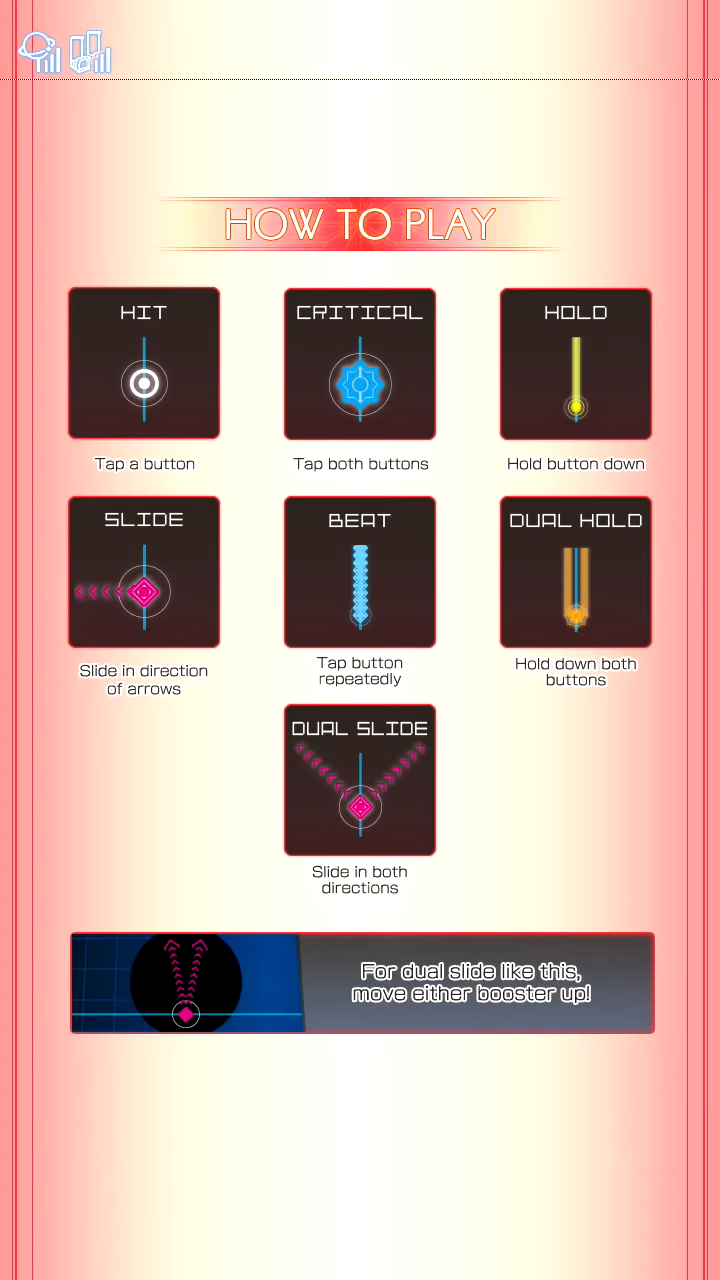 HOW TO PLAY
HIT
Tap a button
CRITICAL
Tap both buttons
HOLD
Hold button down
SLIDE
Slide in direction
of arrows
BEAT
Tap button
repeatedly
DUAL HOLD
Hold down both
buttons
DUAL SLIDE
Slide in both
directions
For dual slide like this,
move either booster up!